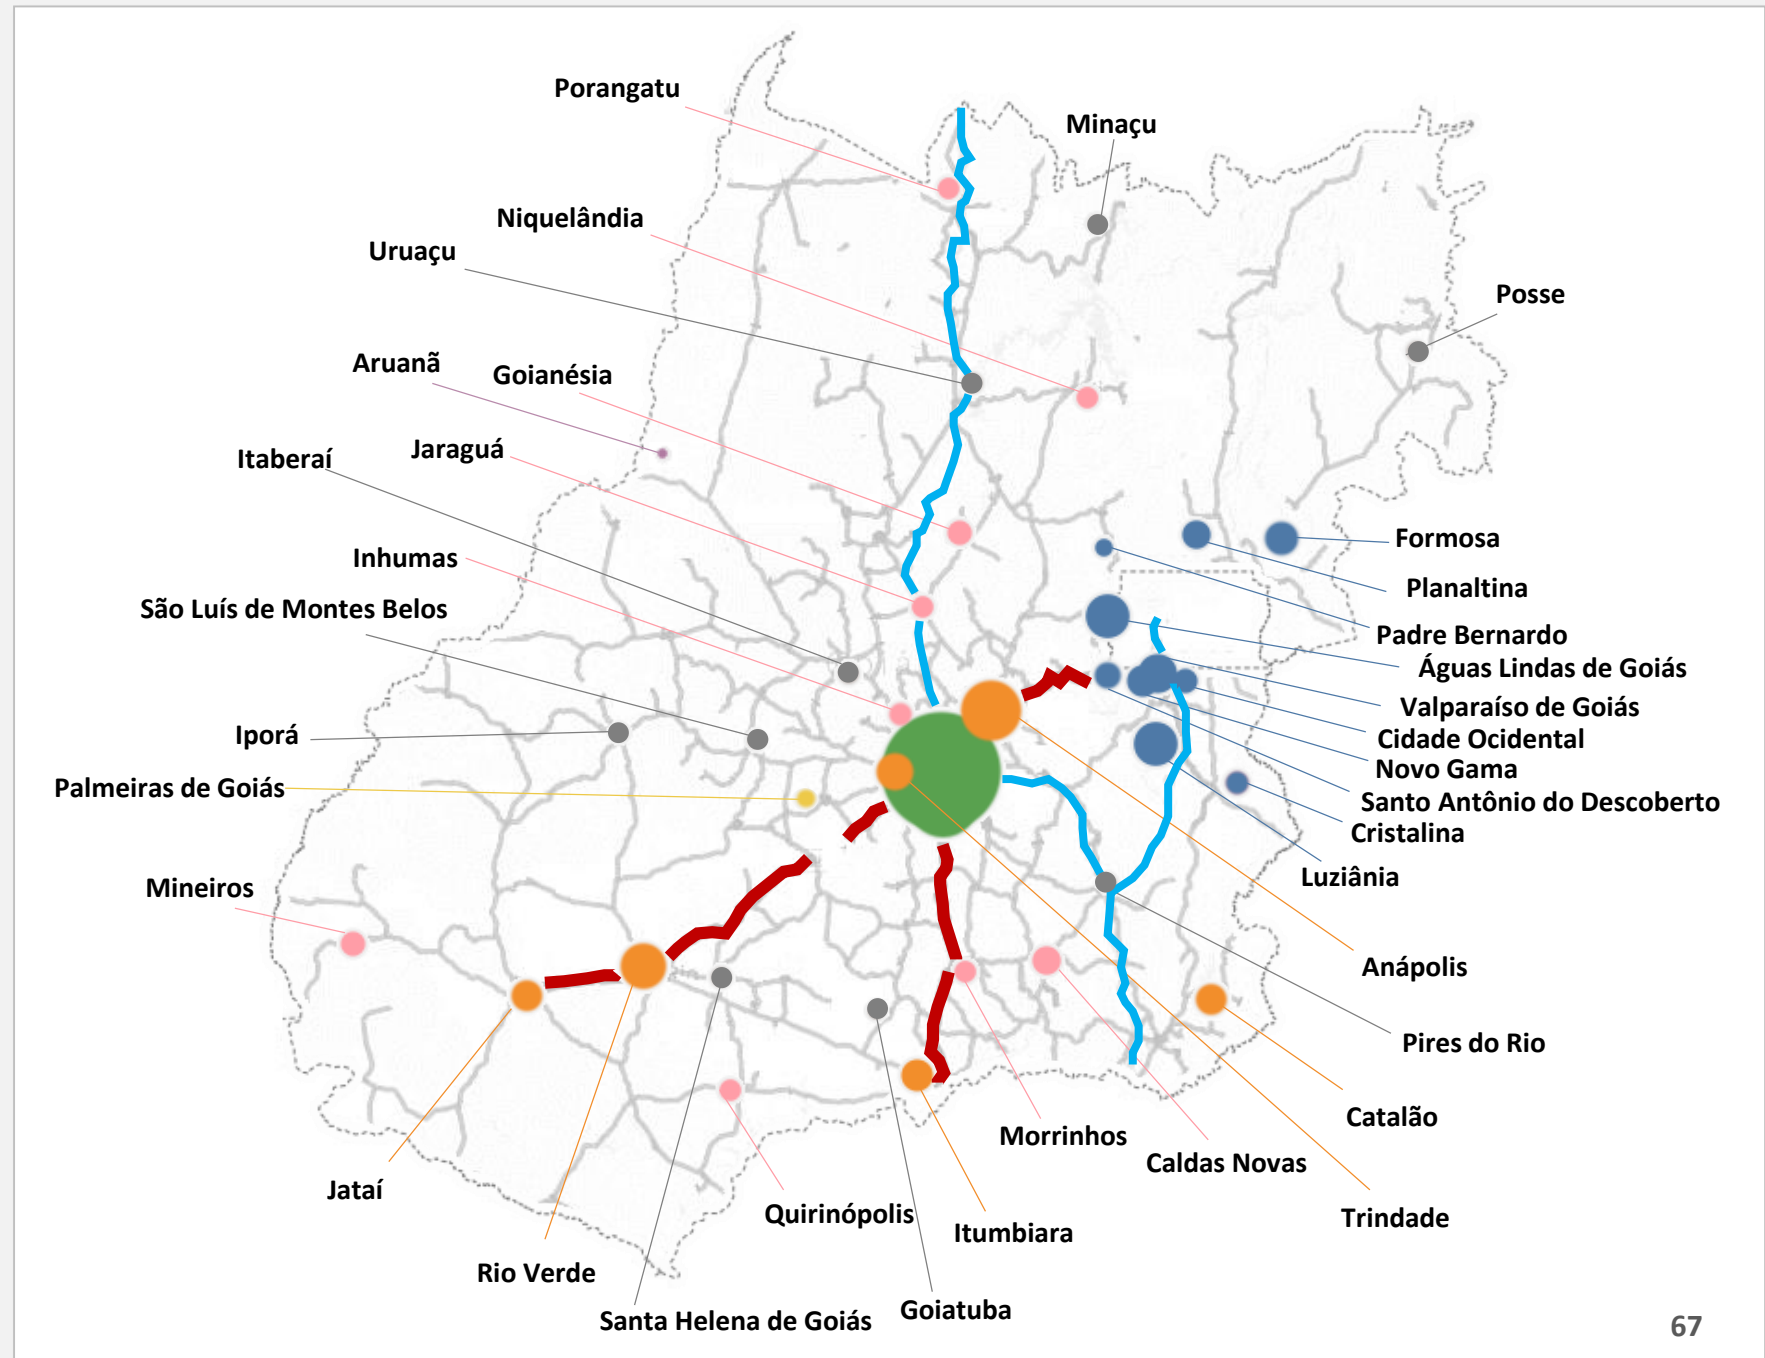 Porangatu
Minaçu
Niquelândia
Uruaçu
Posse
Aruanã
Goianésia
Jaraguá
Itaberaí
Formosa
Inhumas
Planaltina
São Luís de Montes Belos
Padre Bernardo
Águas Lindas de Goiás
Valparaíso de Goiás
Iporá
Cidade Ocidental
Novo Gama
Palmeiras de Goiás
Santo Antônio do Descoberto
Cristalina
Luziânia
Mineiros
Anápolis
Pires do Rio
Catalão
Morrinhos
Caldas Novas
Jataí
Quirinópolis
Trindade
Itumbiara
Rio Verde
Goiatuba
Santa Helena de Goiás
67